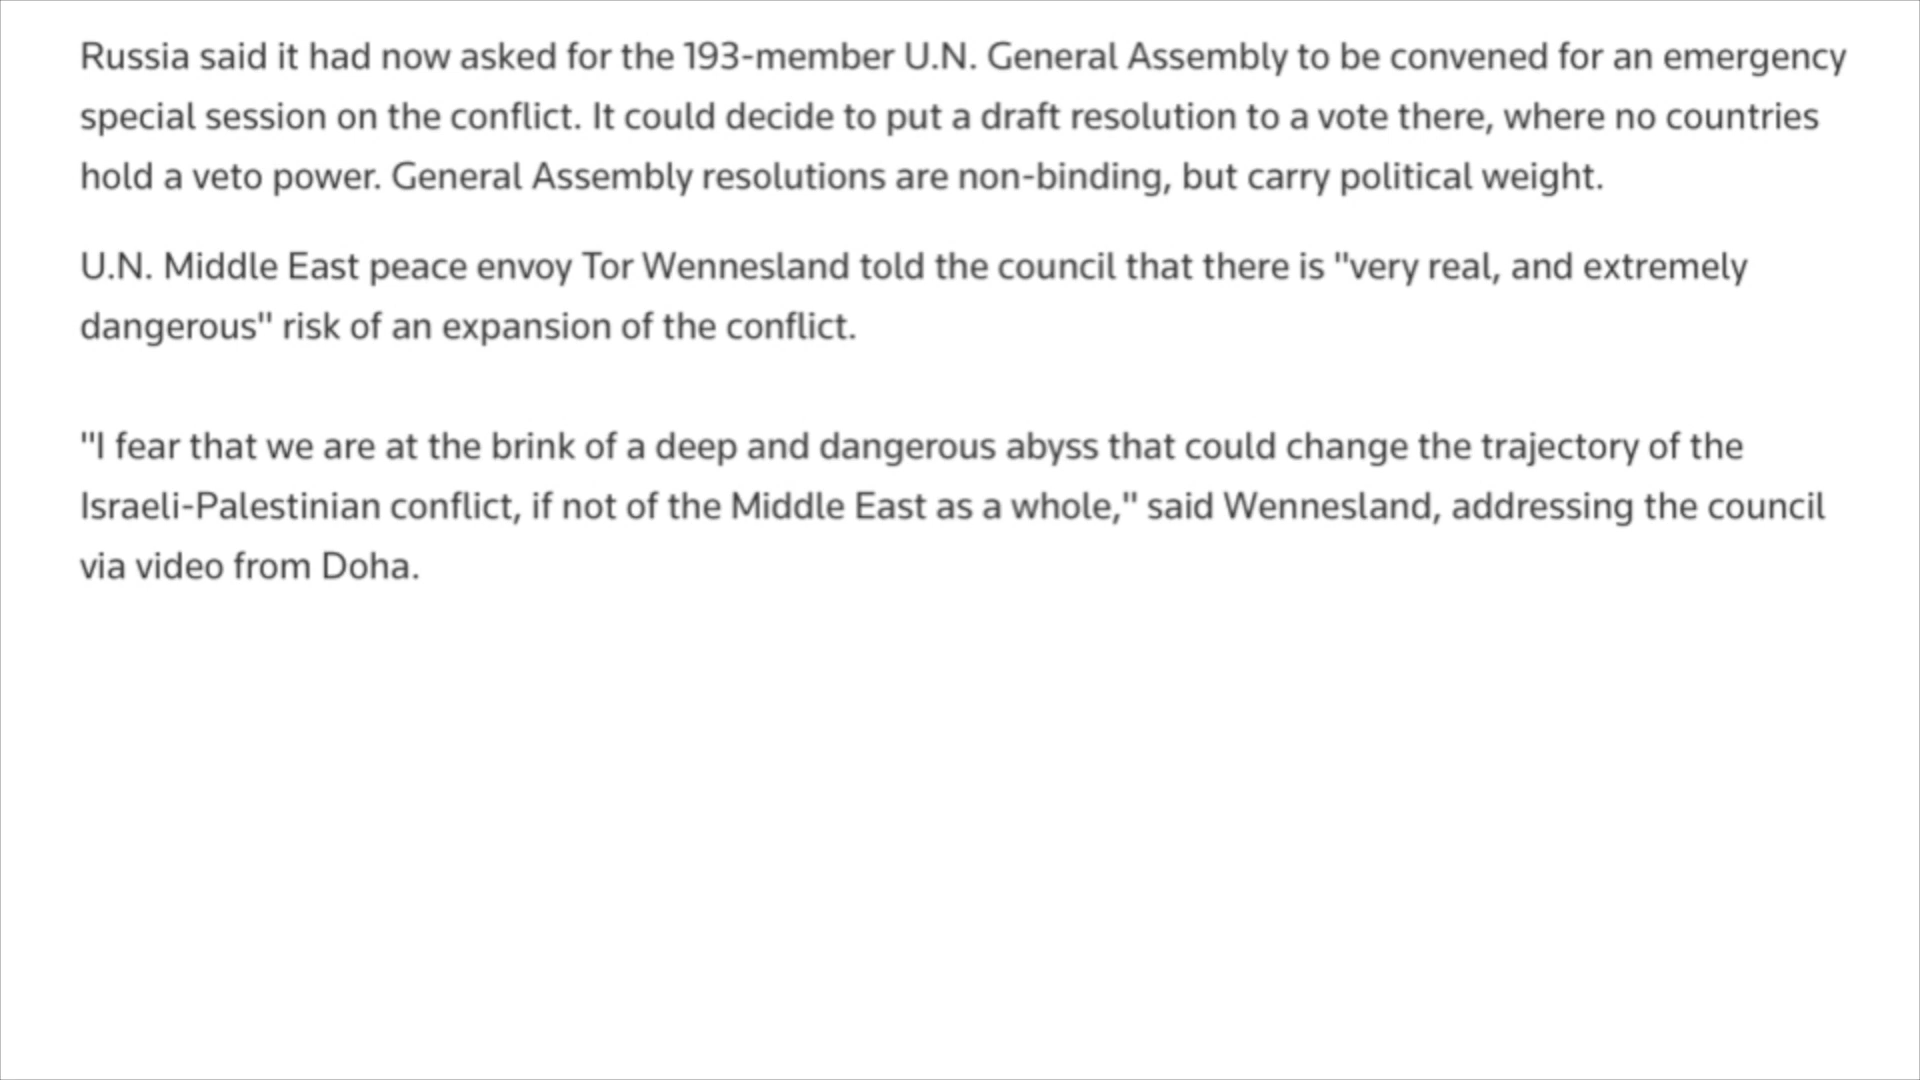 Russia said it had now asked for the 193-member U.N. General Assembly to be convened for an emergency
special session on the conflict. It could decide to put a draft resolution to a vote there, where no countries
hold a veto power. General Assembly resolutions are non-binding, but carry political weight.
U.N. Middle East peace envoy Tor Wennesland told the council that there is "very real, and extremely
dangerous" risk of an expansion of the conflict.
"I fear that we are at the brink of a deep and dangerous abyss that could change the trajectory of the
Israeli-Palestinian conflict, if not of the Middle East as a whole," said Wennesland, addressing the council
via video from Doha.